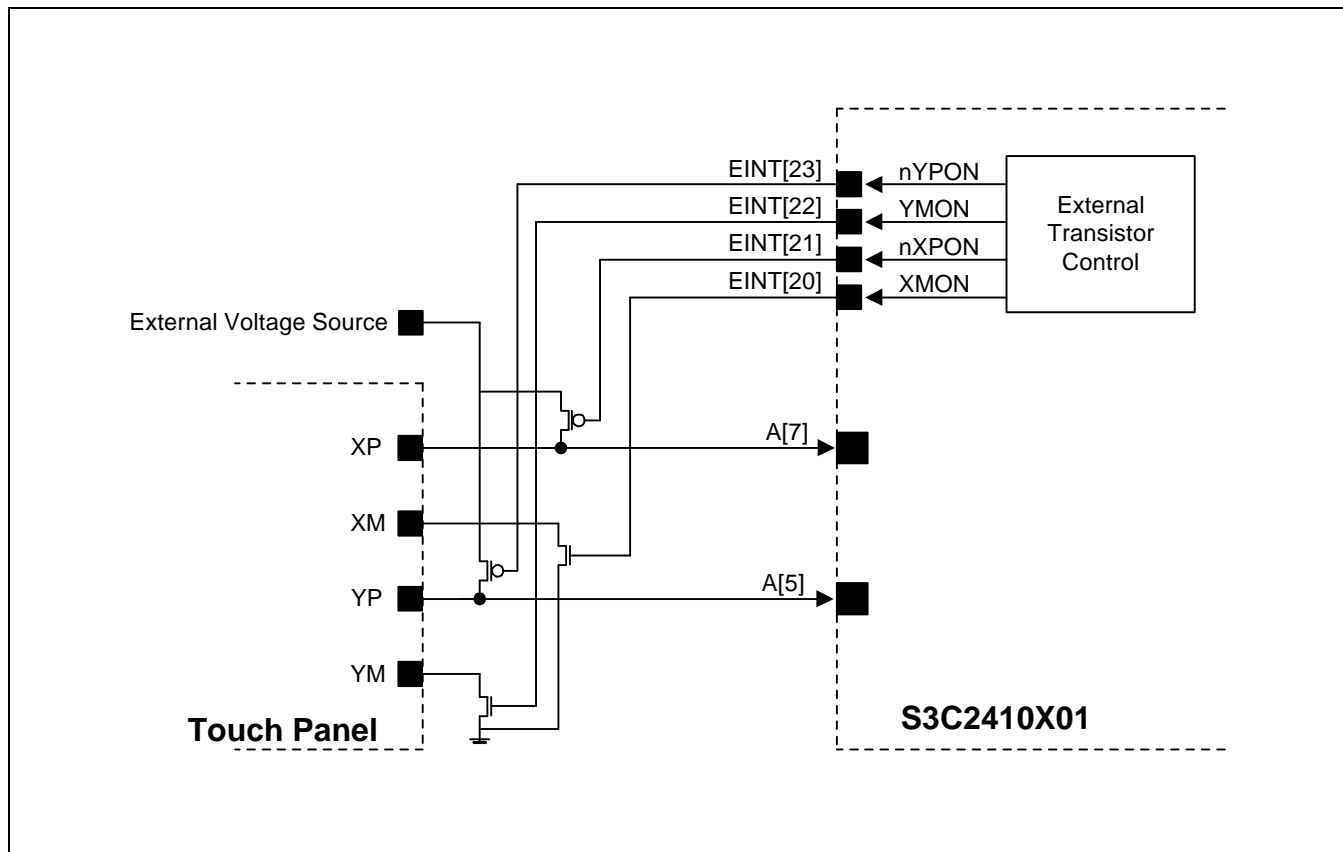 EINT[23]
nYPON
EINT[22]
YMON
EINT[21]
nXPON
EINT[20]
XMON
External
Transistor
Control
External Voltage Source
XP
A[7]
XM
YP
A[5]
YM
Touch Panel
S3C2410X01